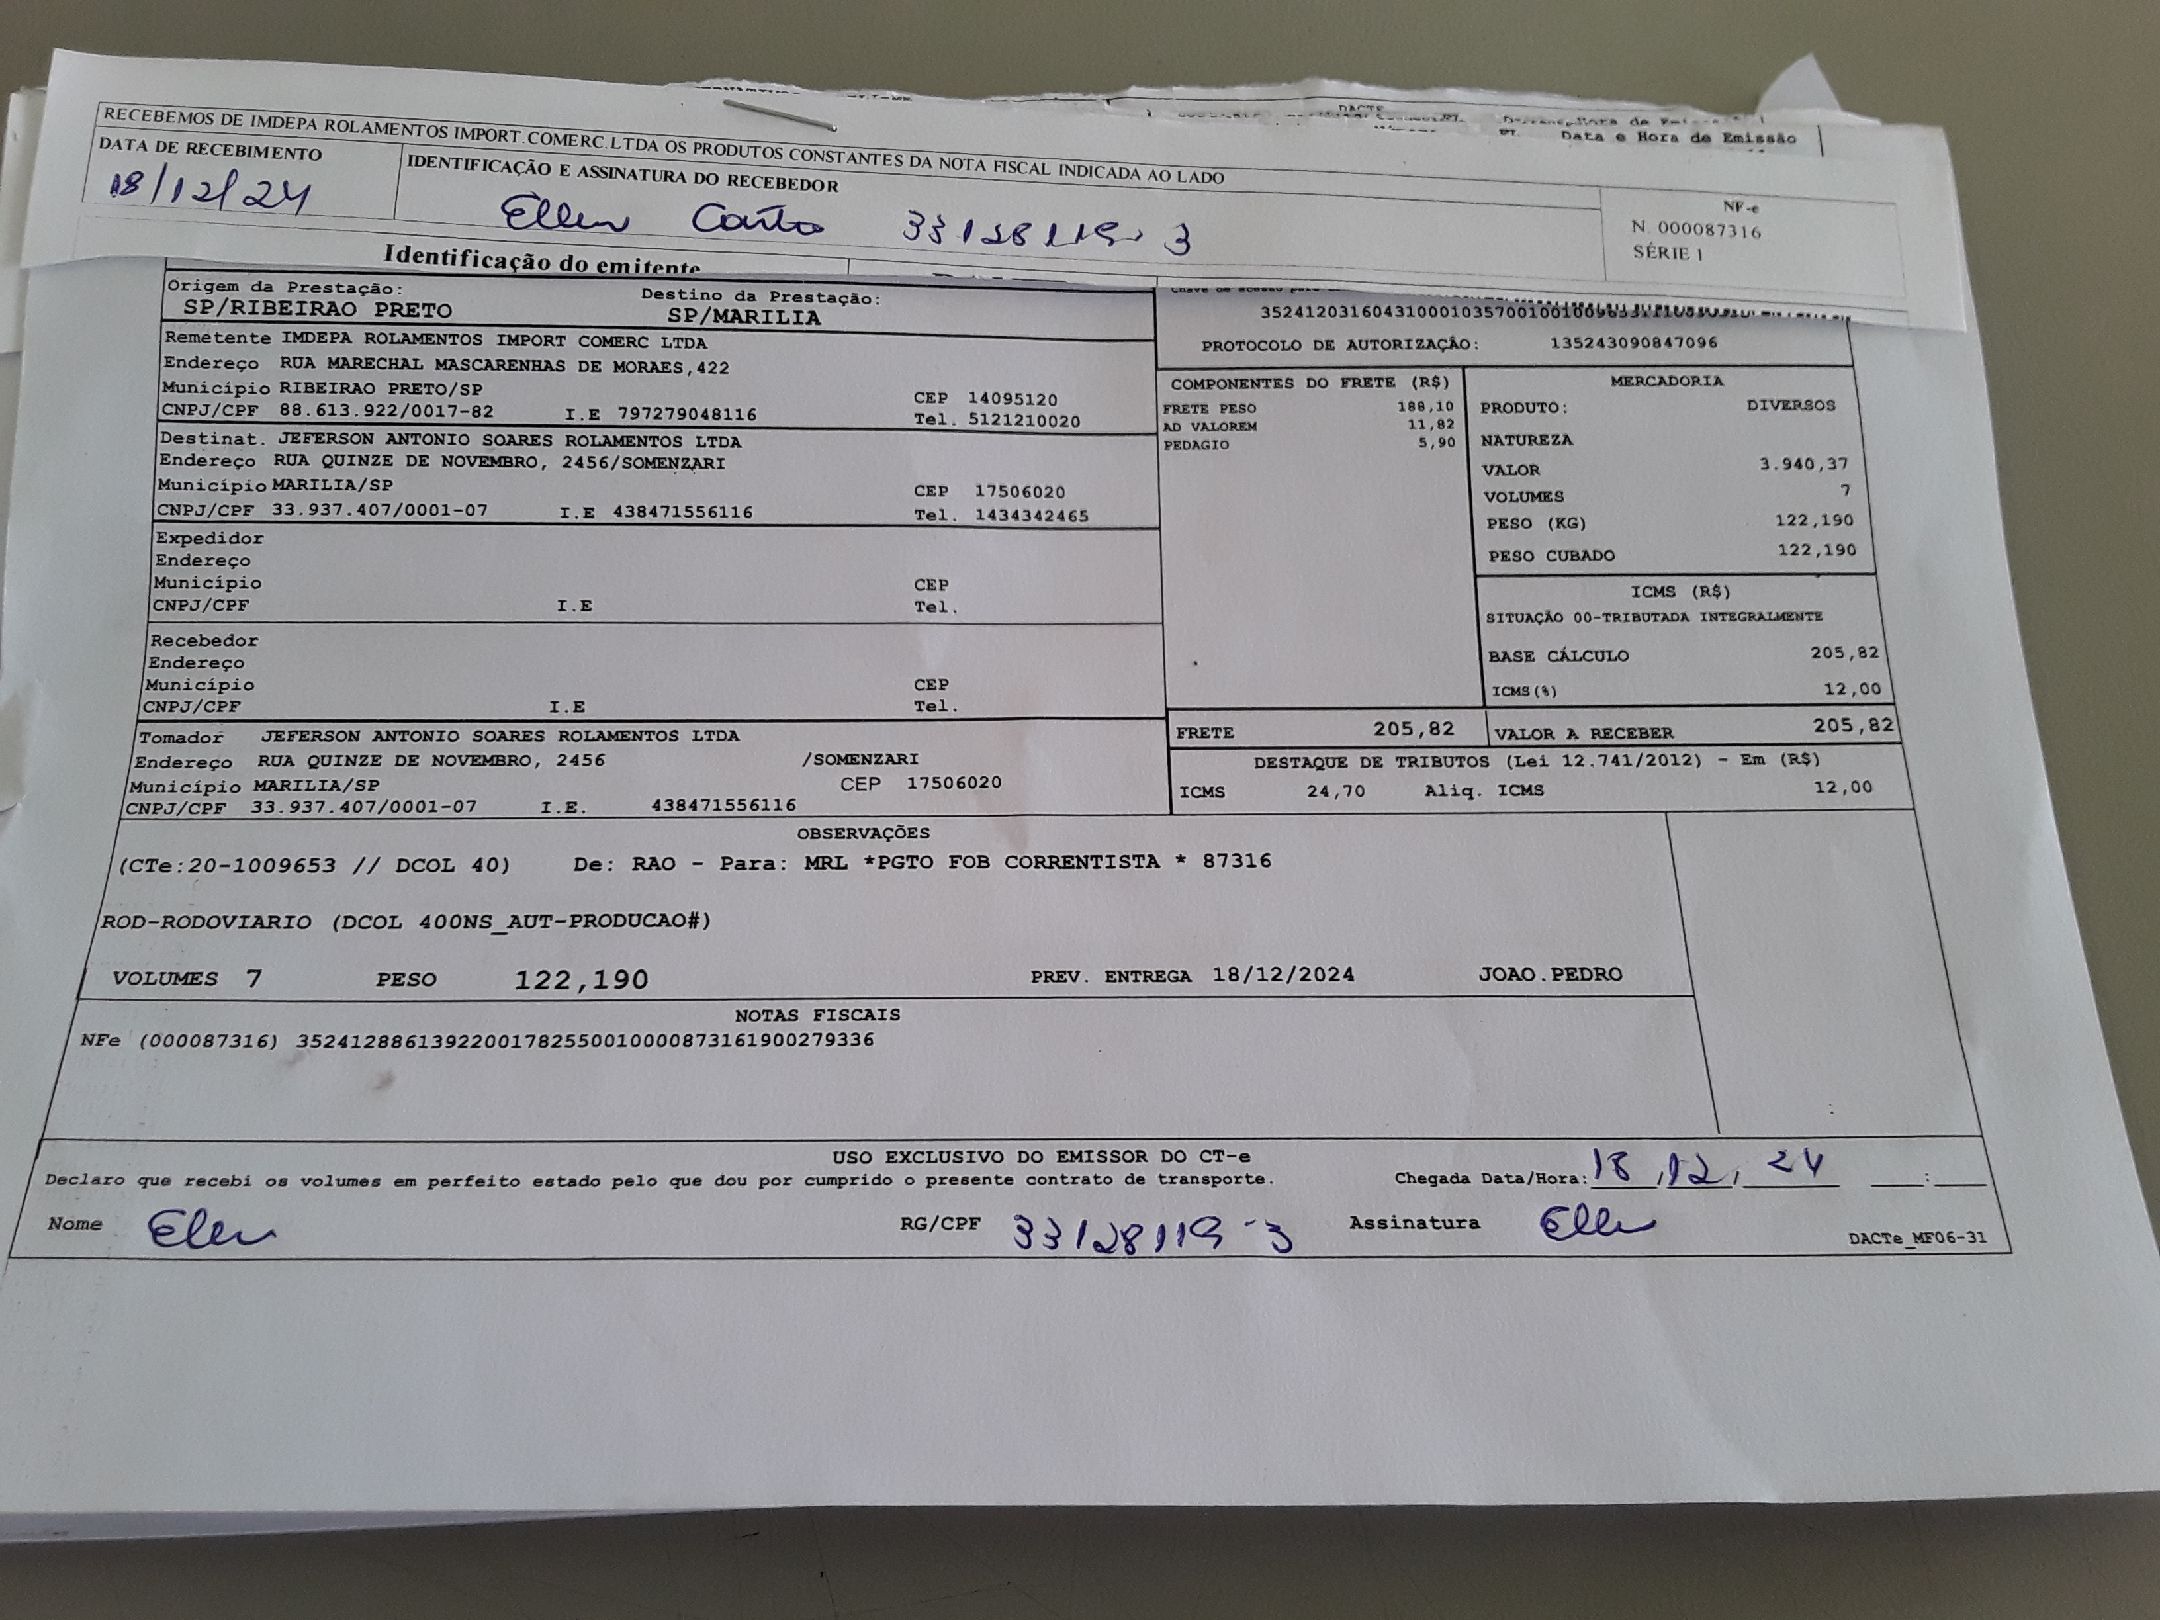 RECEBEMOS DE IMDEPA ROLAMENTOS IMPORT.COMERC.LTDA OS PRODUTOS CONSTANTES DA NOTA FISCAL INDICADA AO LADO
DATA DE RECEBIMENTO
18/12/24
IDENTIFICAÇÃO E ASSINATURA DO RECEBEDOR
Ellen 33128119-3
NF-e
N. 000087316
SÉRIE 1
DACTE
Data e Hora de Emissão
Identificação do emitente
Origem da Prestação:
SP/RIBEIRAO PRETO
Destino da Prestação:
SP/MARILIA
PROTOCOLO DE AUTORIZAÇÃO: 135243090847096
Remetente IMDEPA ROLAMENTOS IMPORT COMERC LTDA
Endereço RUA MARECHAL MASCARENHAS DE MORAES,422
Município RIBEIRAO PRETO/SP CEP 14095120
CNPJ/CPF 88.613.922/0017-82 I.E 797279048116 Tel. 5121210020
Destinat. JEFERSON ANTONIO SOARES ROLAMENTOS LTDA
Endereço RUA QUINZE DE NOVEMBRO, 2456/SOMENZARI
Município MARILIA/SP CEP 17506020
CNPJ/CPF 33.937.407/0001-07 I.E 438471556116 Tel. 1434342465
Expedidor
Endereço
Município CEP
CNPJ/CPF I.E Tel.
Recebedor
Endereço
Município CEP
CNPJ/CPF I.E Tel.
Tomador JEFERSON ANTONIO SOARES ROLAMENTOS LTDA
Endereço RUA QUINZE DE NOVEMBRO, 2456 /SOMENZARI
Município MARILIA/SP CEP 17506020
CNPJ/CPF 33.937.407/0001-07 I.E. 438471556116
COMPONENTES DO FRETE (R$)
FRETE PESO 188,10
AD VALOREM 11,82
PEDAGIO 5,90
MERCADORIA
PRODUTO: DIVERSOS
NATUREZA
VALOR 3.940,37
VOLUMES 7
PESO (KG) 122,190
PESO CUBADO 122,190
ICMS (R$)
SITUAÇÃO 00-TRIBUTADA INTEGRALMENTE
BASE CÁLCULO 205,82
ICMS(%) 12,00
FRETE 205,82 VALOR A RECEBER 205,82
DESTAQUE DE TRIBUTOS (Lei 12.741/2012) - Em (R$)
ICMS 24,70 Aliq. ICMS 12,00
OBSERVAÇÕES
(CTe:20-1009653 // DCOL 40) De: RAO - Para: MRL *PGTO FOB CORRENTISTA * 87316
ROD-RODOVIARIO (DCOL 400NS_AUT-PRODUCAO#)
VOLUMES 7 PESO 122,190 PREV. ENTREGA 18/12/2024 JOAO.PEDRO
NOTAS FISCAIS
NFe (000087316) 35241288613922001782550010000873161900279336
USO EXCLUSIVO DO EMISSOR DO CT-e
Declaro que recebi os volumes em perfeito estado pelo que dou por cumprido o presente contrato de transporte. Chegada Data/Hora: 18,12,24 :
Nome Ellen RG/CPF 33128119-3 Assinatura Ellen
DACTe_MF06-31